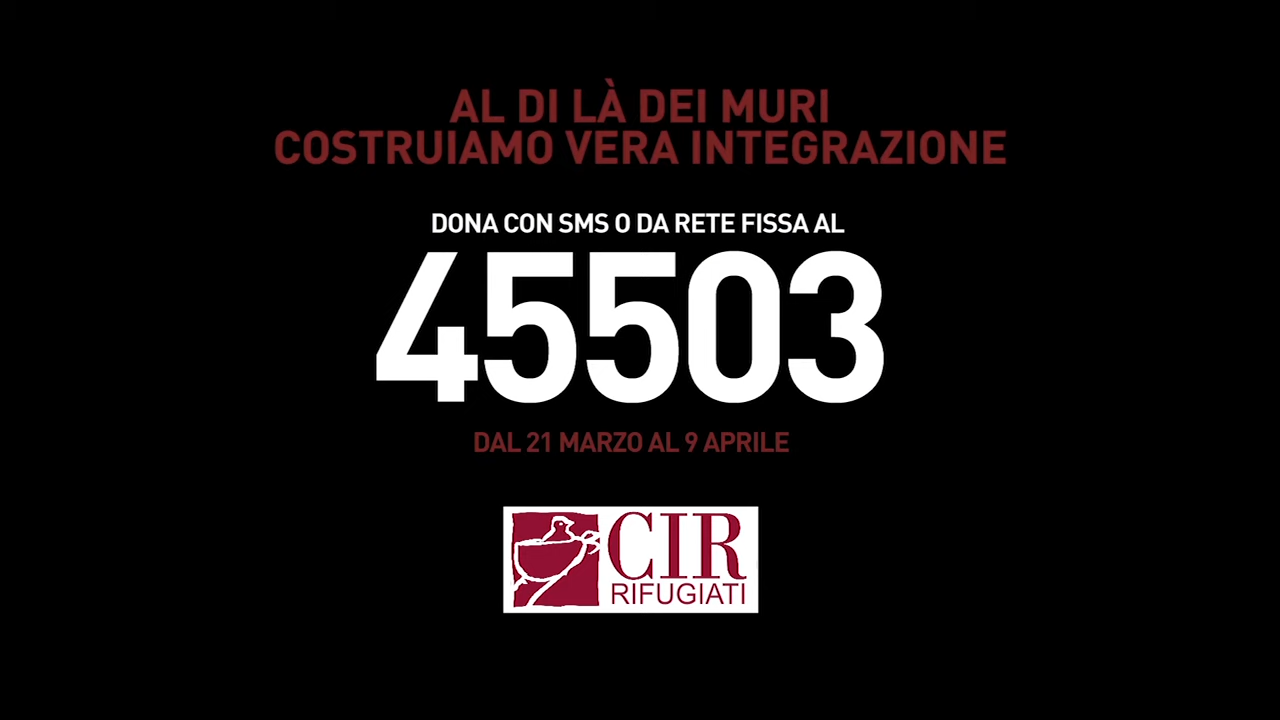 AL DI LÀ DEI MURI
COSTRUIAMO VERA INTEGRAZIONE
DONA CON SMS O DA RETE FISSA AL
45503
DAL 21 MARZO AL 9 APRILE
CIR
RIFUGIATI